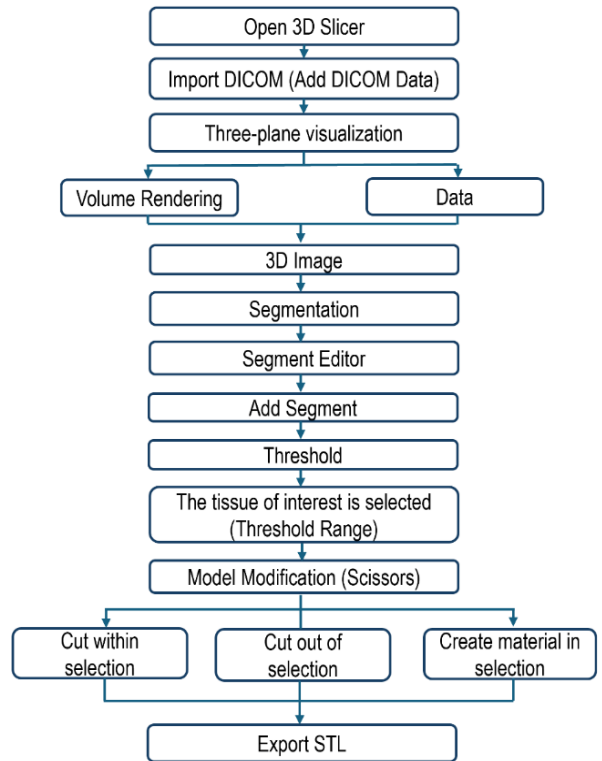 Open 3D Slicer
Import DICOM (Add DICOM Data)
Three-plane visualization
Volume Rendering
Data
3D Image
Segmentation
Segment Editor
Add Segment
Threshold
The tissue of interest is selected
(Threshold Range)
Model Modification (Scissors)
Cut within
selection
Cut out of
selection
Create material in
selection
Export STL